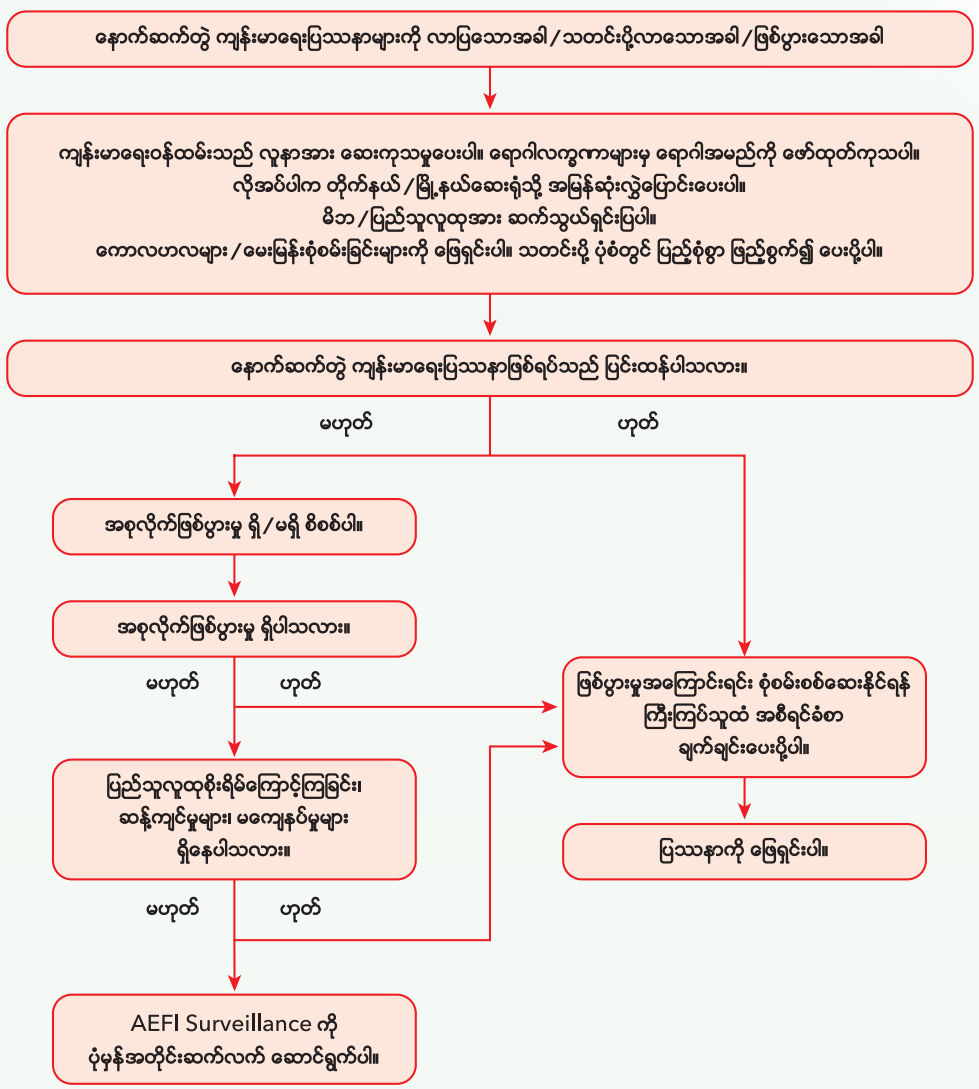 နောက်ဆက်တွဲ ကျန်းမာရေးပြဿနာများကို လာပြသောအခါ/သတင်းပို့လာသောအခါ/ဖြစ်ပွားသောအခါ
ကျန်းမာရေးဝန်ထမ်းသည် လူနာအား ဆေးကုသမှုပေးပါ။ ရောဂါလက္ခဏာများမှ ရောဂါအမည်ကို ဖော်ထုတ်ကုသပါ။
လိုအပ်ပါက တိုက်နယ်/မြို့နယ်ဆေးရုံသို့ အမြန်ဆုံးလွှဲပြောင်းပေးပါ။
မိဘ/ပြည်သူလူထုအား ဆက်သွယ်ရှင်းပြပါ။
ကောလဟလများ/မေးမြန်းစုံစမ်းခြင်းများကို ဖြေရှင်းပါ။ သတင်းပို့ ပုံစံတွင် ပြည့်စုံစွာ ဖြည့်စွက်၍ ပေးပို့ပါ။
နောက်ဆက်တွဲ ကျန်းမာရေးပြဿနာဖြစ်ရပ်သည် ပြင်းထန်ပါသလား။
မဟုတ် ဟုတ်
အစုလိုက်ဖြစ်ပွားမှု ရှိ/မရှိ စိစစ်ပါ။
အစုလိုက်ဖြစ်ပွားမှု ရှိပါသလား။
မဟုတ် ဟုတ်
ဖြစ်ပွားမှုအကြောင်းရင်း စုံစမ်းစစ်ဆေးနိုင်ရန်
ကြီးကြပ်သူထံ အစီရင်ခံစာ
ချက်ချင်းပေးပို့ပါ။
ပြည်သူလူထုစိုးရိမ်ကြောင့်ကြခြင်း၊
ဆန့်ကျင်မှုများ၊ မကျေနပ်မှုများ
ရှိနေပါသလား။
ပြဿနာကို ဖြေရှင်းပါ။
မဟုတ် ဟုတ်
AEFI Surveillance ကို
ပုံမှန်အတိုင်းဆက်လက် ဆောင်ရွက်ပါ။